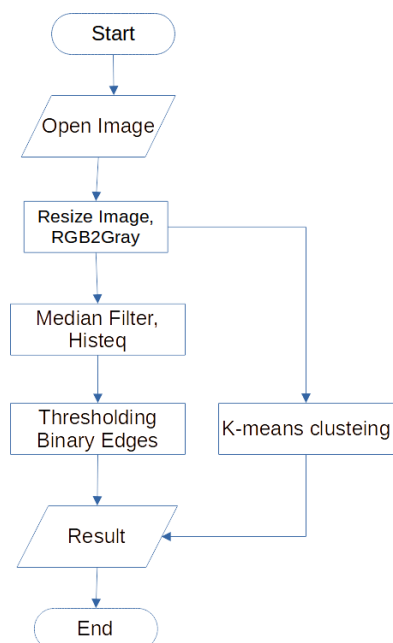 Start
Open Image
Resize Image,
RGB2Gray
Median Filter,
Histeq
Thresholding
Binary Edges
K-means clusteing
Result
End